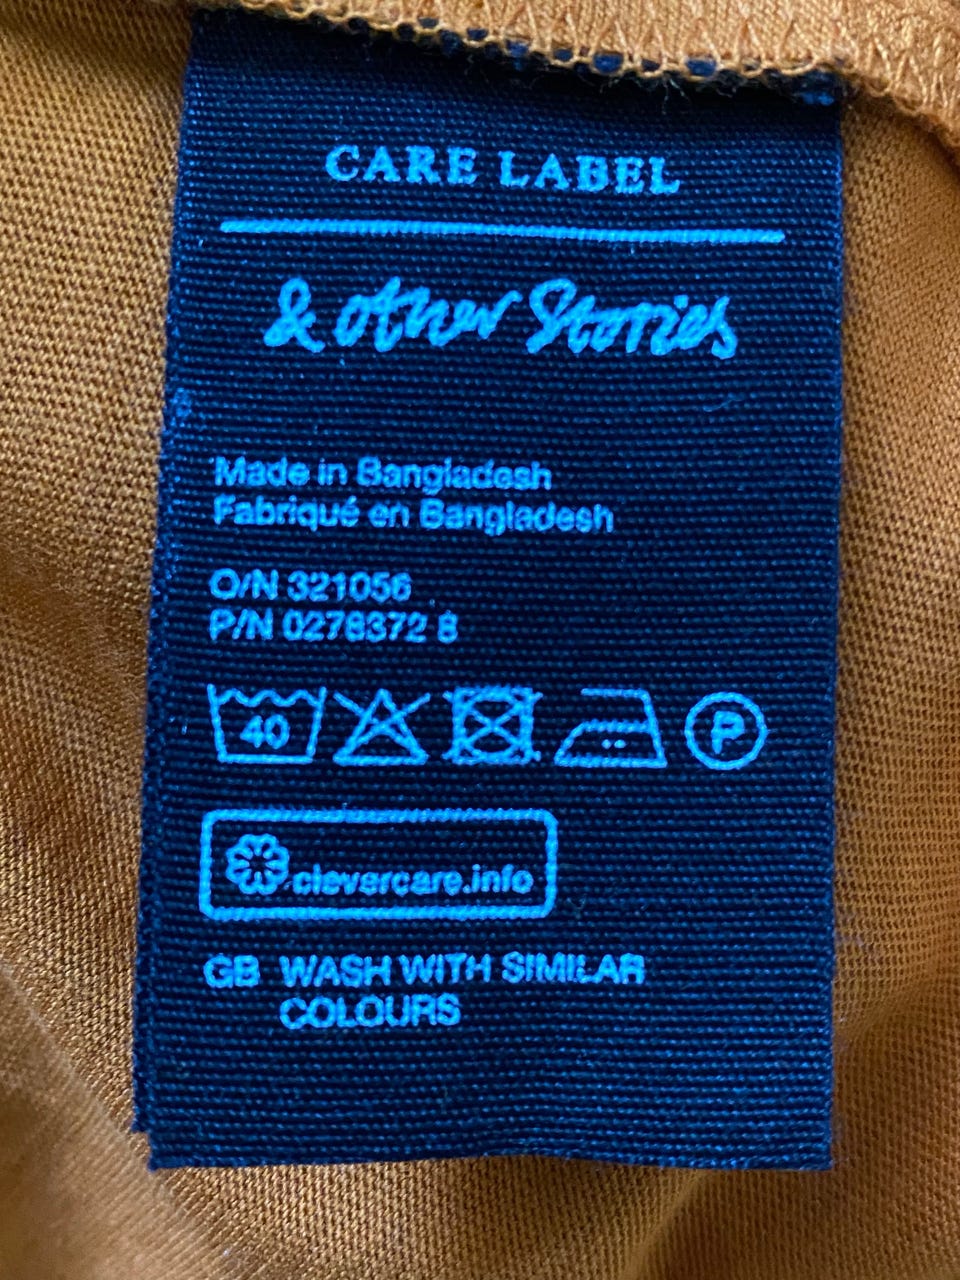 CARE LABEL
& other Stories
Made in Bangladesh
Fabriqué en Bangladesh
O/N 321056
P/N 0278372 8
40 P
clevercare.info
GB WASH WITH SIMILAR
COLOURS